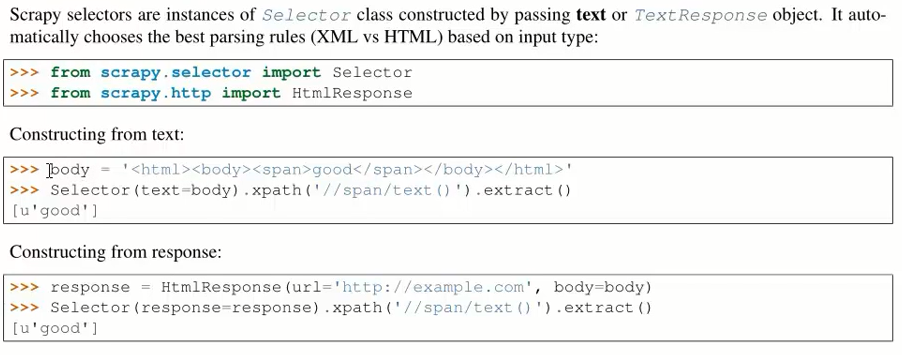 Scrapy selectors are instances of Selector class constructed by passing text or TextResponse object. It auto-
matically chooses the best parsing rules (XML vs HTML) based on input type:
>>> from scrapy.selector import Selector
>>> from scrapy.http import HtmlResponse
Constructing from text:
>>> body = '<html><body><span>good</span></body></html>'
>>> Selector(text=body).xpath('//span/text()').extract()
[u'good']
Constructing from response:
>>> response = HtmlResponse(url='http://example.com', body=body)
>>> Selector(response=response).xpath('//span/text()').extract()
[u'good']